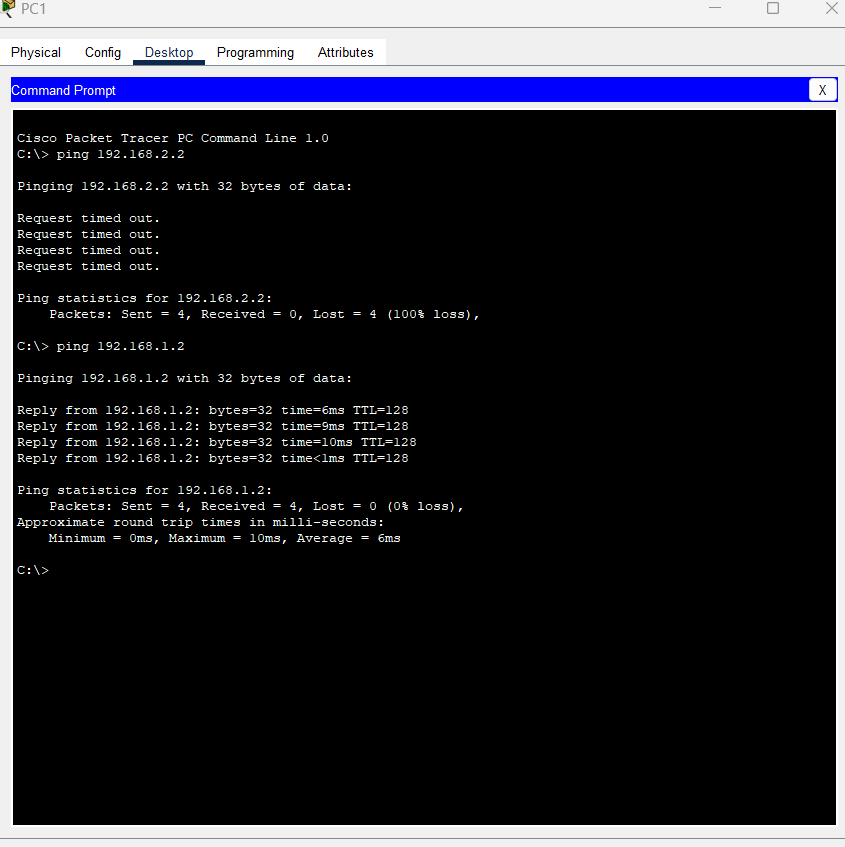 PC1
Physical Config Desktop Programming Attributes
Command Prompt X
Cisco Packet Tracer PC Command Line 1.0
C:\> ping 192.168.2.2
Pinging 192.168.2.2 with 32 bytes of data:
Request timed out.
Request timed out.
Request timed out.
Request timed out.
Ping statistics for 192.168.2.2:
Packets: Sent = 4, Received = 0, Lost = 4 (100% loss),
C:\> ping 192.168.1.2
Pinging 192.168.1.2 with 32 bytes of data:
Reply from 192.168.1.2: bytes=32 time=6ms TTL=128
Reply from 192.168.1.2: bytes=32 time=9ms TTL=128
Reply from 192.168.1.2: bytes=32 time=10ms TTL=128
Reply from 192.168.1.2: bytes=32 time<1ms TTL=128
Ping statistics for 192.168.1.2:
Packets: Sent = 4, Received = 4, Lost = 0 (0% loss),
Approximate round trip times in milli-seconds:
Minimum = 0ms, Maximum = 10ms, Average = 6ms
C:\>